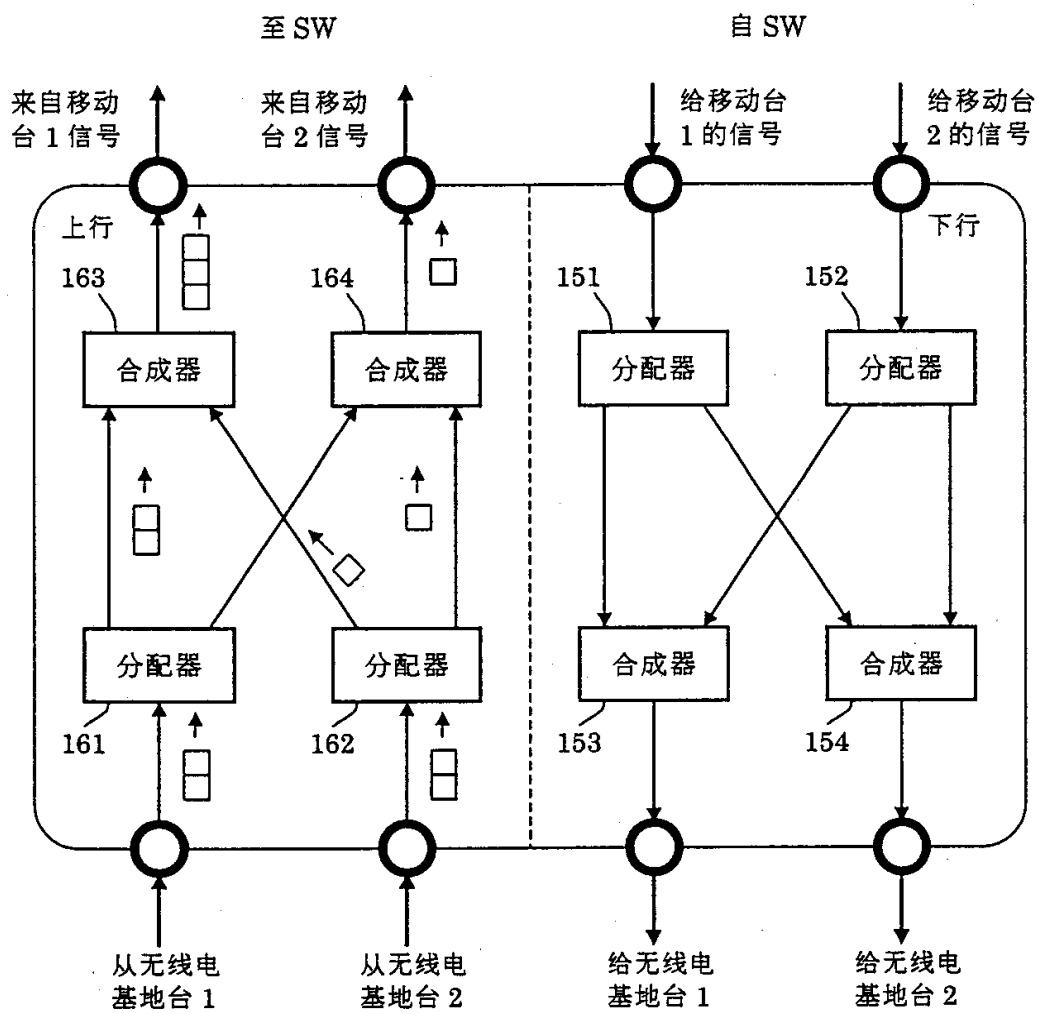 至 SW
自 SW
来自移动
台 1 信号
来自移动
台 2 信号
给移动台
1 的信号
给移动台
2 的信号
上行
下行
163
164
151
152
合成器
合成器
分配器
分配器
分配器
分配器
合成器
合成器
161
162
153
154
从无线电
基地台 1
从无线电
基地台 2
给无线电
基地台 1
给无线电
基地台 2